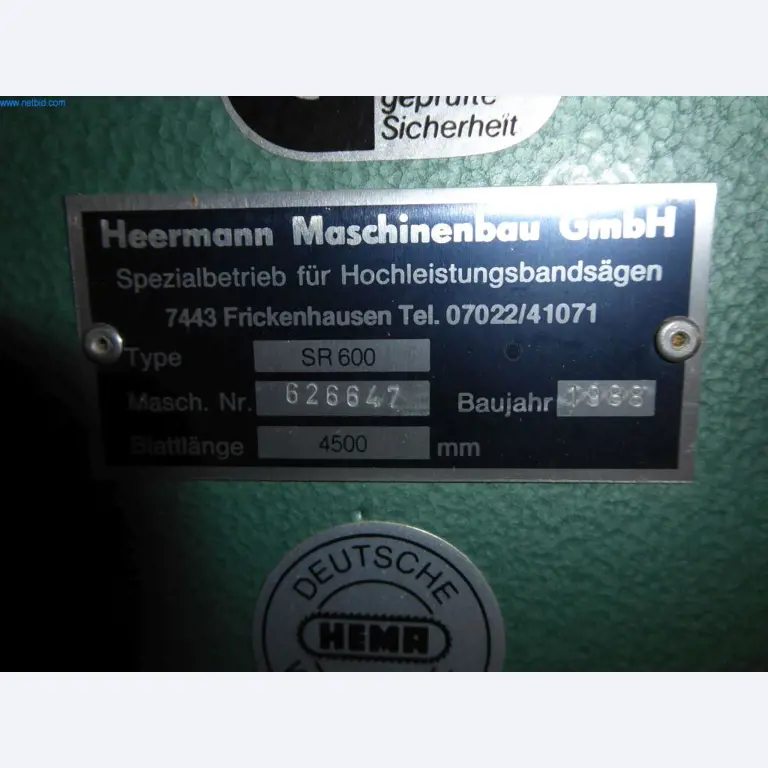 www.netbid.com
geprüfte
Sicherheit
Heermann Maschinenbau GmbH
Spezialbetrieb für Hochleistungsbandsägen
7443 Frickenhausen Tel. 07022/41071
Type SR 600
Masch. Nr. 626647 Baujahr 1988
Blattlänge 4500 mm
DEUTSCHE
HEMA